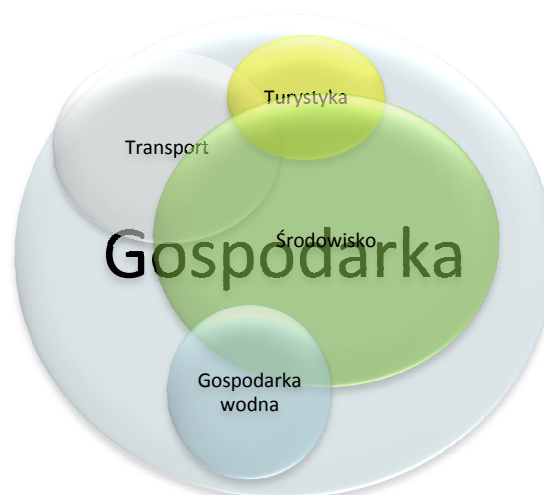 Turystyka
Transport
Środowisko
Gospodarka
Gospodarka
wodna